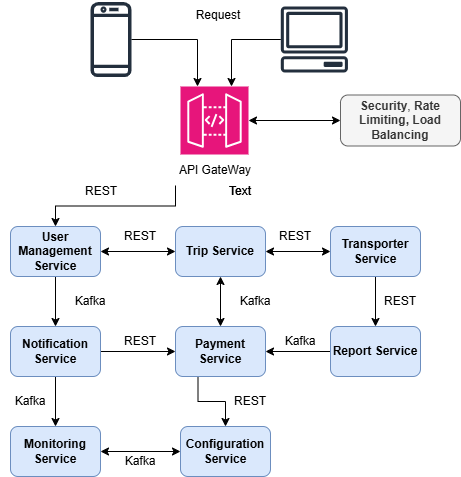 Request
</>
Security, Rate
Limiting, Load
Balancing
API GateWay
REST
Text
User
Management
Service
REST
Trip Service
REST
Transporter
Service
Kafka
Kafka
REST
Notification
Service
REST
Payment
Service
Kafka
Report Service
Kafka
REST
Monitoring
Service
Kafka
Configuration
Service